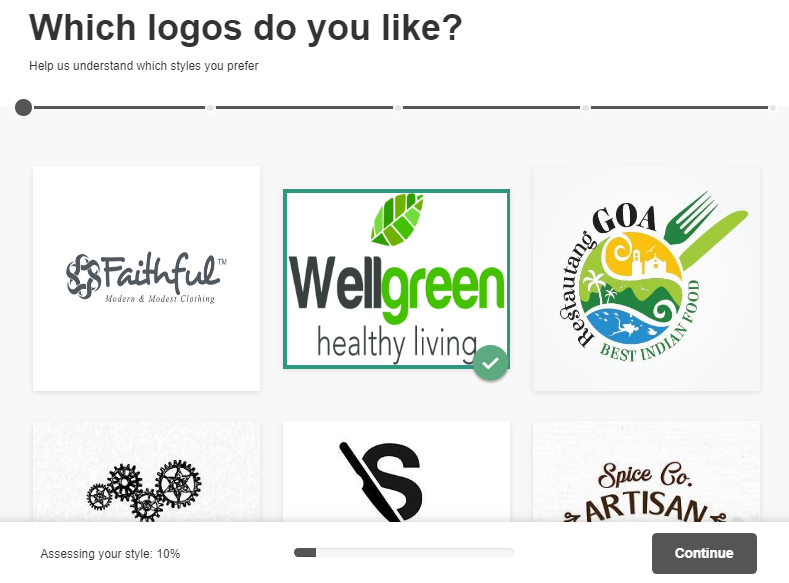 Which logos do you like?
Help us understand which styles you prefer
Faithful™
Modern & Modest Clothing
Wellgreen
healthy living
Restautang GOA
BEST INDIAN FOOD
S
Spice Co.
ARTISAN
Assessing your style: 10%
Continue